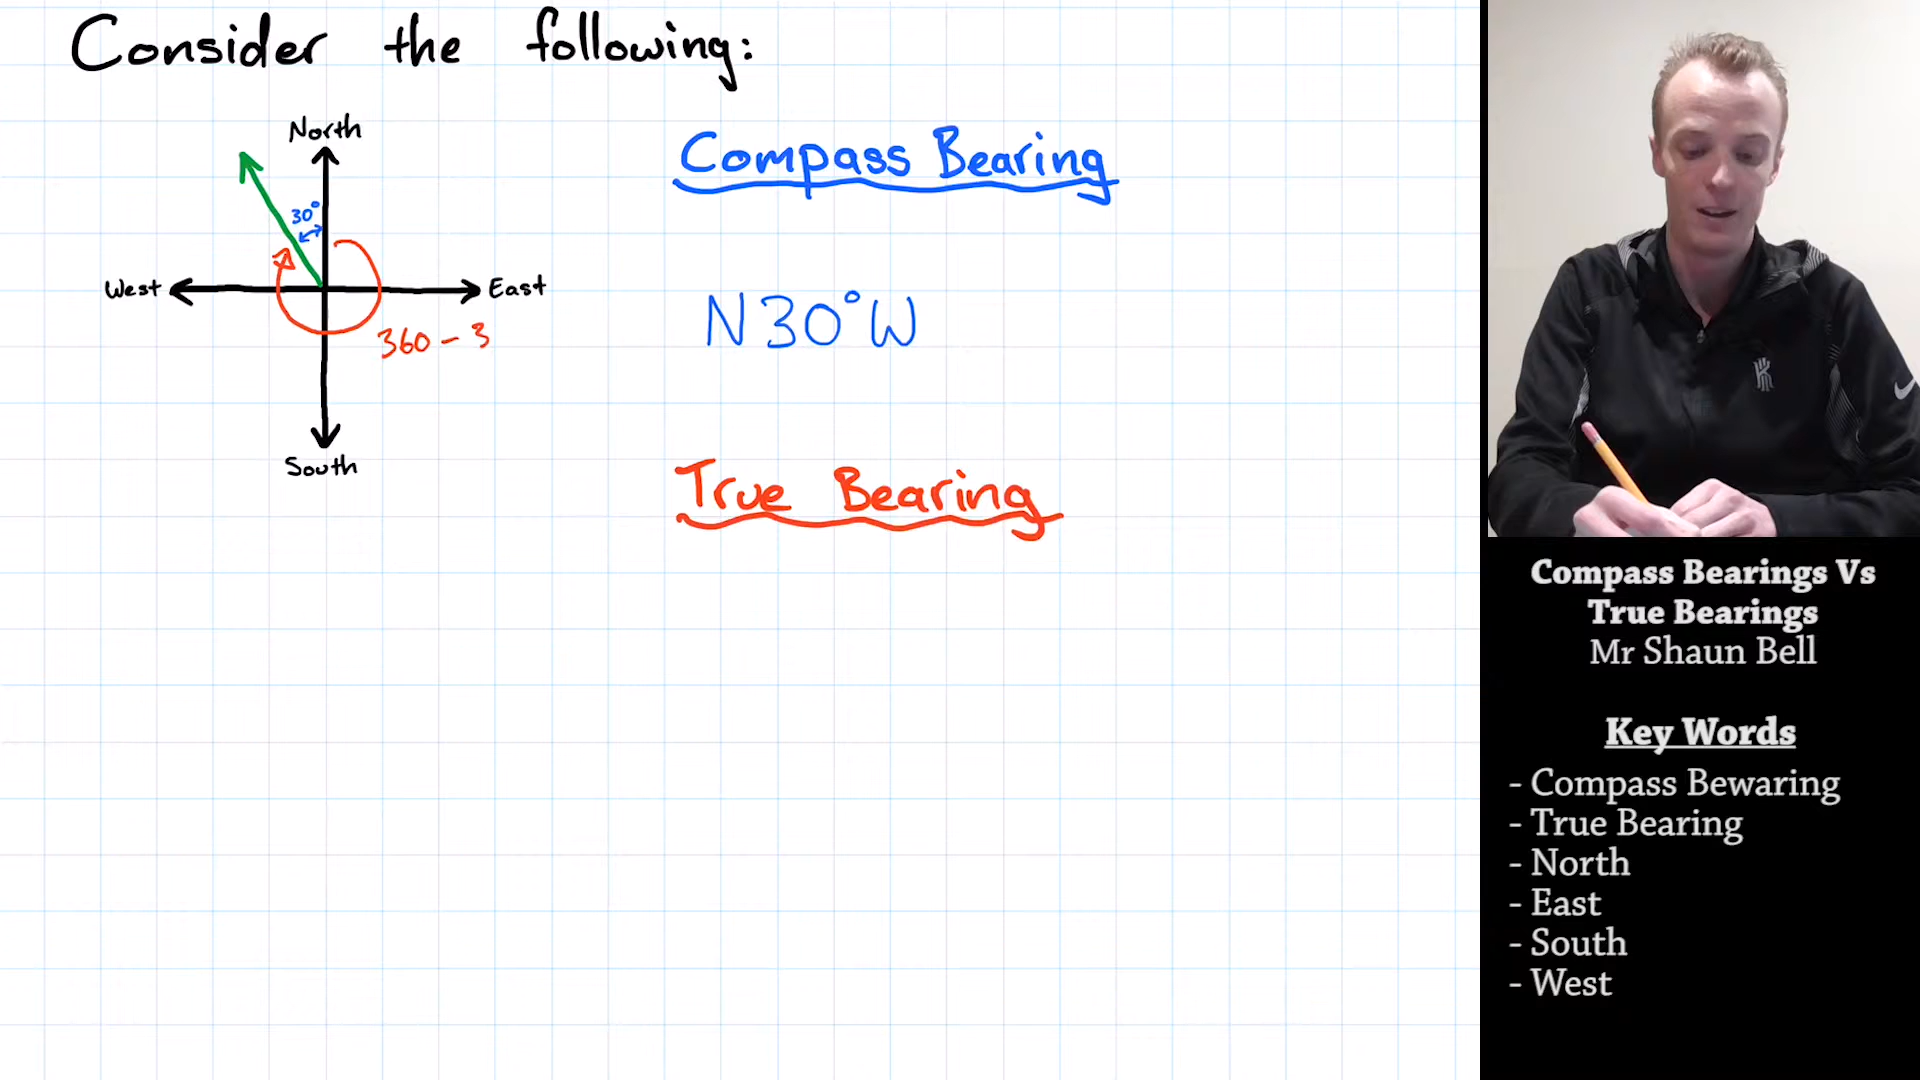 Consider the following:
North
30°
West
East
360 - 3
South
Compass Bearing
N30°W
True Bearing
Compass Bearings Vs
True Bearings
Mr Shaun Bell
Key Words
- Compass Bewaring
- True Bearing
- North
- East
- South
- West